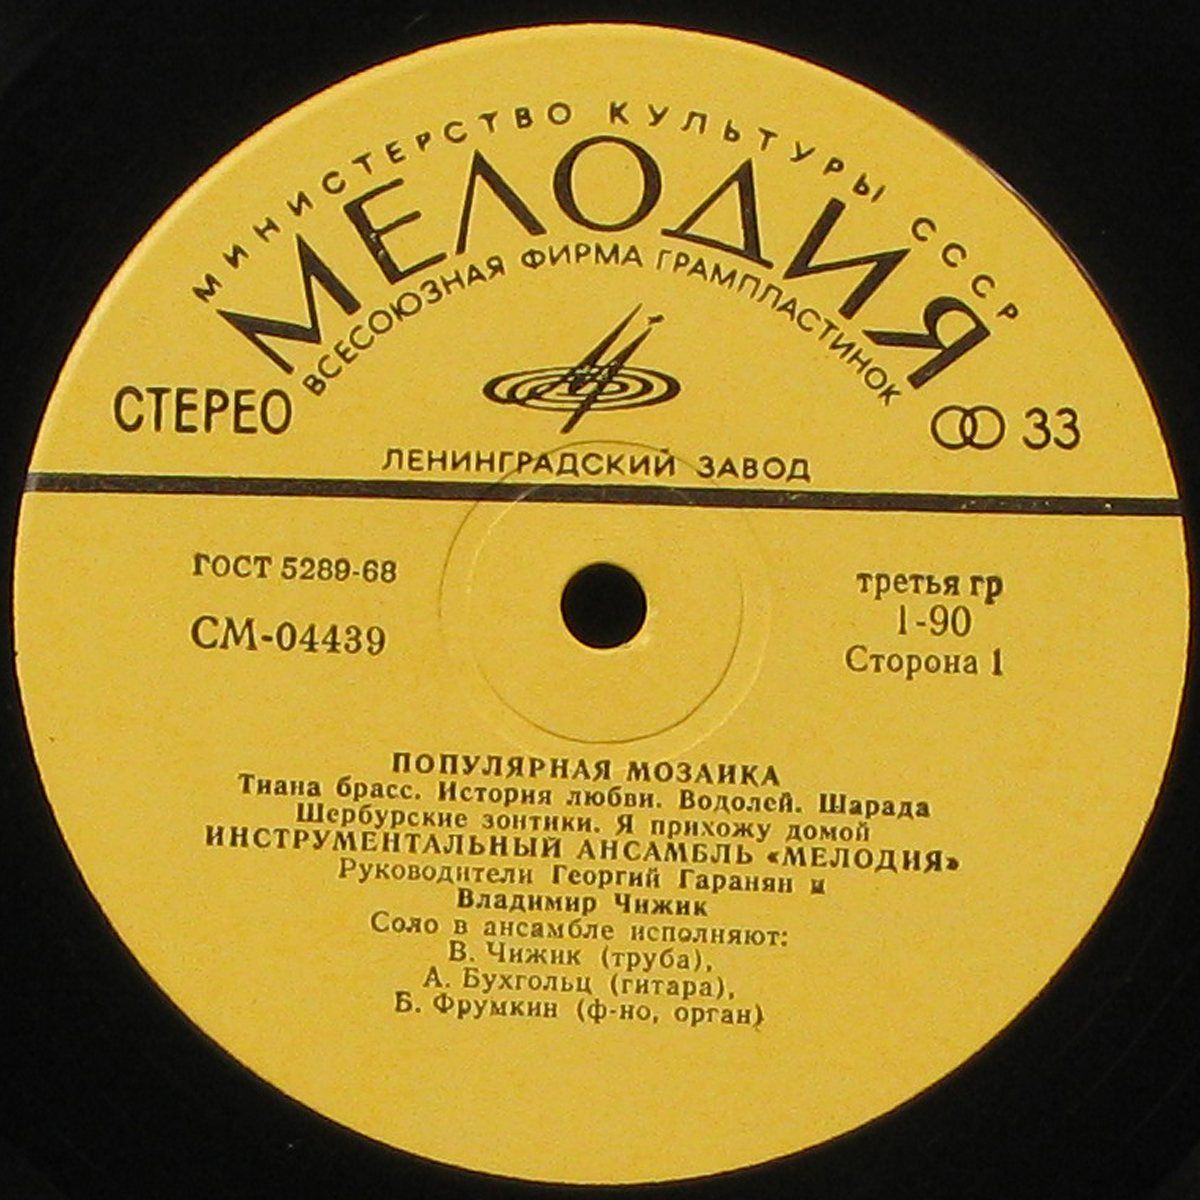 МИНИСТЕРСТВО КУЛЬТУРЫ СССР
МЕЛОДИЯ
ВСЕСОЮЗНАЯ ФИРМА ГРАМПЛАСТИНОК
СТЕРЕО
33
ЛЕНИНГРАДСКИЙ ЗАВОД
ГОСТ 5289-68
СМ-04439
третья гр
1-90
Сторона 1
ПОПУЛЯРНАЯ МОЗАИКА
Тиана брасс. История любви. Водолей. Шарада
Шербурские зонтики. Я прихожу домой
ИНСТРУМЕНТАЛЬНЫЙ АНСАМБЛЬ «МЕЛОДИЯ»
Руководители Георгий Гаранян и
Владимир Чижик
Соло в ансамбле исполняют:
В. Чижик (труба),
А. Бухгольц (гитара),
Б. Фрумкин (ф-но, орган)